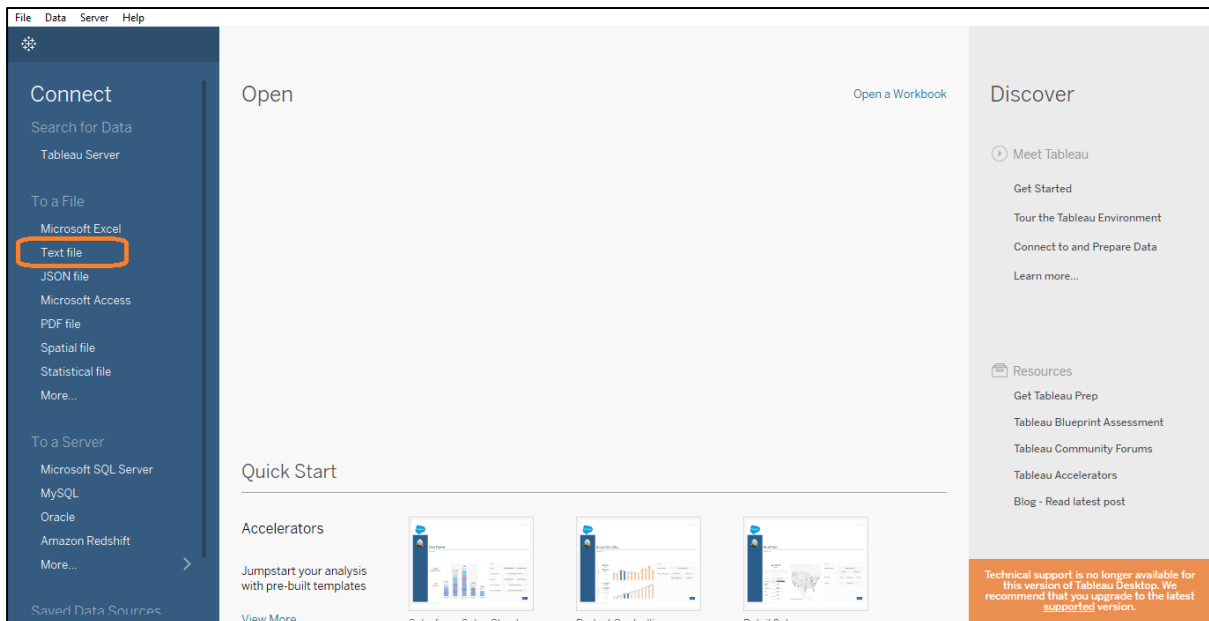 File Data Server Help
Connect
Search for Data
Tableau Server
To a File
Microsoft Excel
Text file
JSON file
Microsoft Access
PDF file
Spatial file
Statistical file
More...
To a Server
Microsoft SQL Server
MySQL
Oracle
Amazon Redshift
More...
Saved Data Sources
Open
Open a Workbook
Quick Start
Accelerators
Jumpstart your analysis
with pre-built templates
View More
Discover
Meet Tableau
Get Started
Tour the Tableau Environment
Connect to and Prepare Data
Learn more...
Resources
Get Tableau Prep
Tableau Blueprint Assessment
Tableau Community Forums
Tableau Accelerators
Blog - Read latest post
Technical support is no longer available for
this version of Tableau Desktop. We
recommend that you upgrade to the latest
supported version.